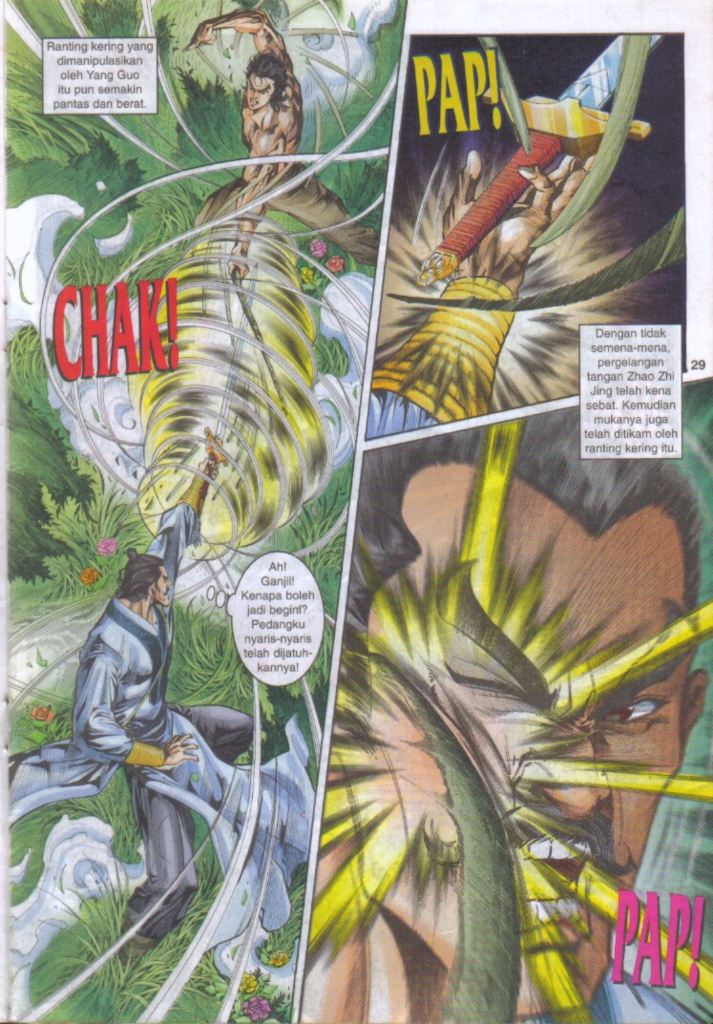 Ranting kering yang
dimanipulasikan
oleh Yang Guo
itu pun semakin
pantas dan berat.
CHAK!
Ah!
Ganjil!
Kenapa boleh
jadi begini?
Pedangku
nyaris-nyaris
telah dijatuh-
kannya!
PAP!
Dengan tidak
semena-mena,
pergelangan
tangan Zhao Zhi
Jing telah kena
sebat. Kemudian
mukanya juga
telah ditikam oleh
ranting kering itu.
29
PAP!